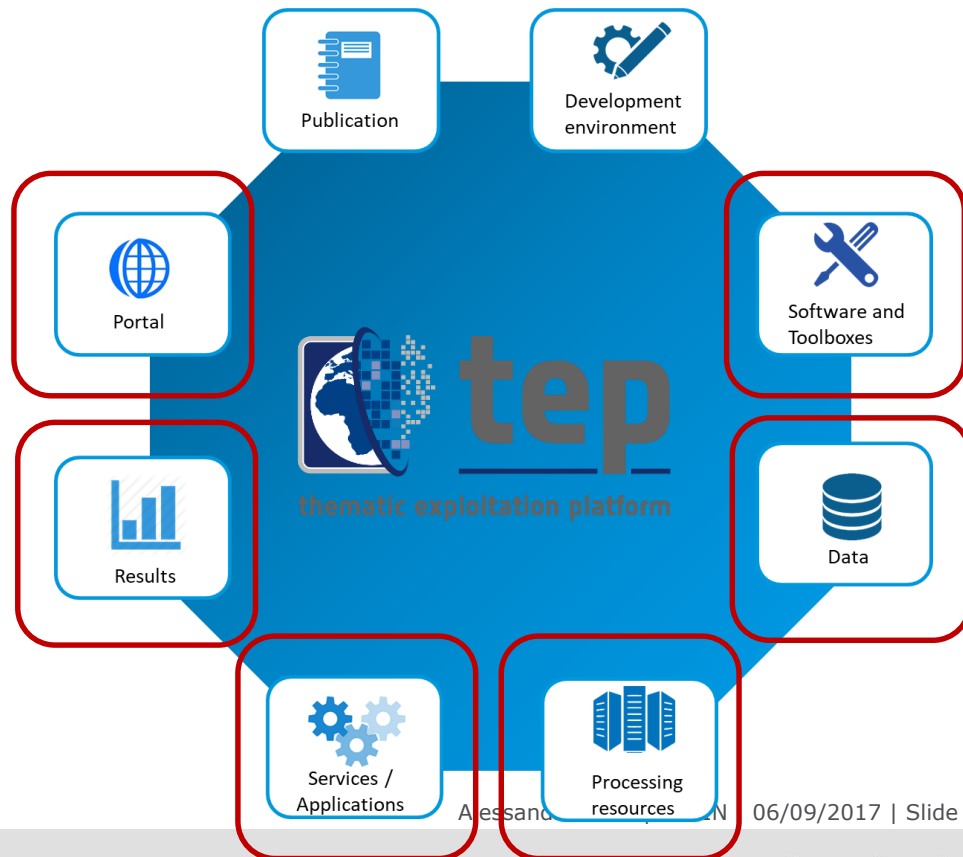 Publication
Development
environment
Portal
Software and
Toolboxes
tep
thematic exploitation platform
Results
Data
Services /
Applications
Processing
resources
06/09/2017 | Slide